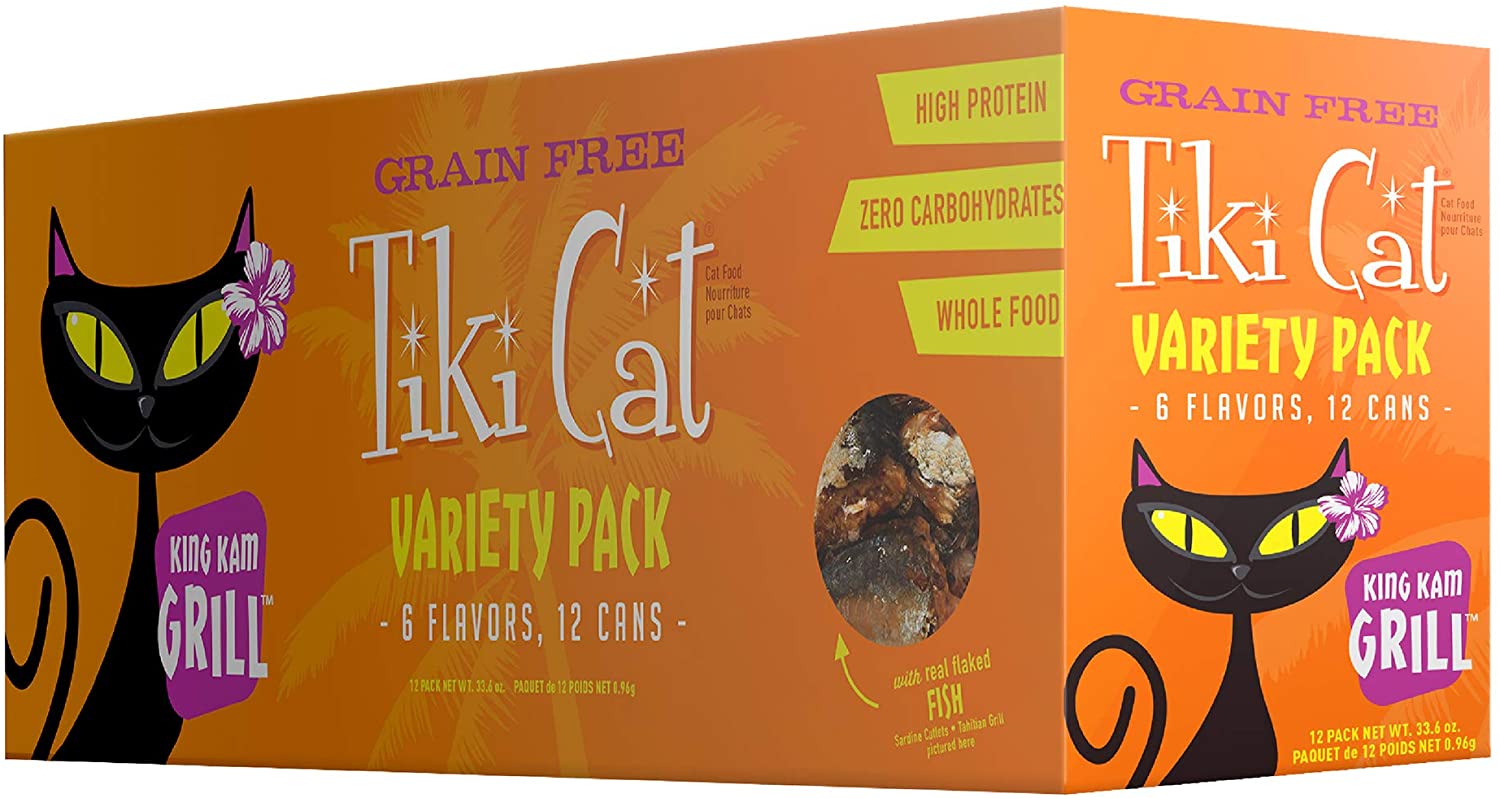 GRAIN FREE
Tiki Cat®
Cat Food
Nourriture
pour Chats
VARIETY PACK
- 6 FLAVORS, 12 CANS -
12 PACK NET WT. 33.6 oz. PAQUET de 12 POIDS NET 0.96g
KING KAM
GRILL™
HIGH PROTEIN
ZERO CARBOHYDRATES
WHOLE FOOD
with real flaked
FISH
Sardine Cutlets • Tahitian Grill
pictured here
GRAIN FREE
Tiki Cat®
Cat Food
Nourriture
pour Chats
VARIETY PACK
- 6 FLAVORS, 12 CANS -
KING KAM
GRILL™
12 PACK NET WT. 33.6 oz.
PAQUET de 12 POIDS NET 0.96g